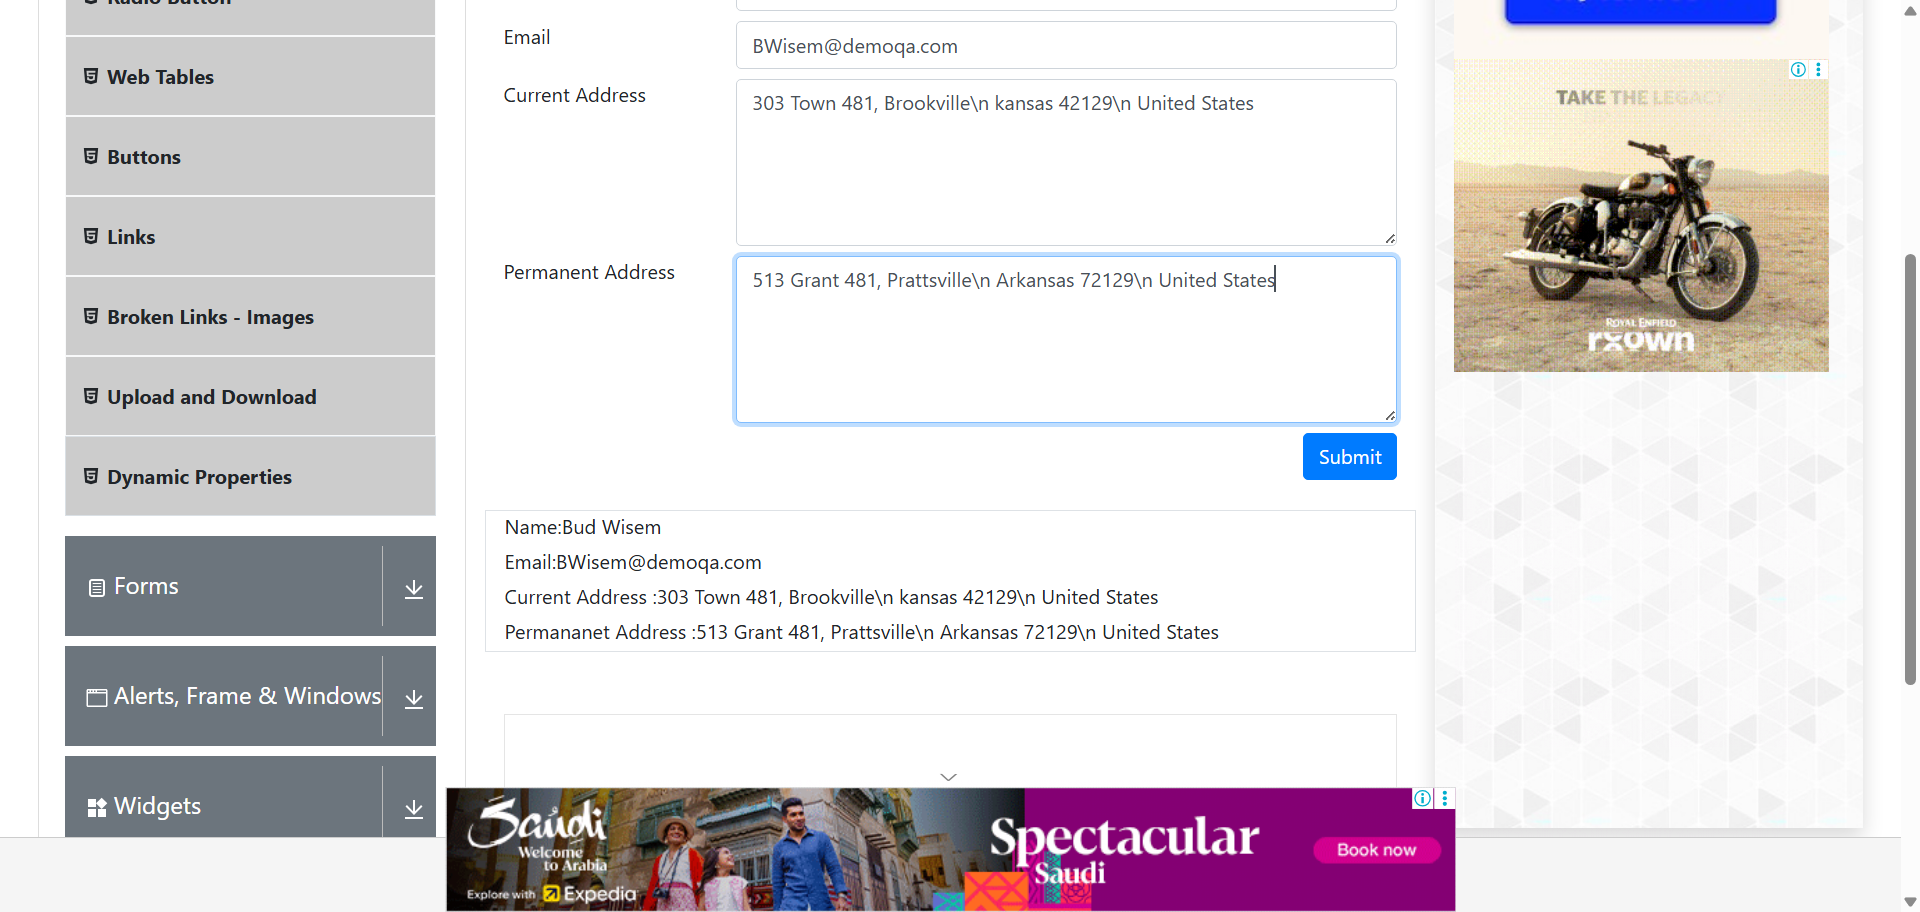 Radio Button
Web Tables
Buttons
Links
Broken Links - Images
Upload and Download
Dynamic Properties
Forms
Alerts, Frame & Windows
Widgets
Email
BWisem@demoqa.com
Current Address
303 Town 481, Brookville\n kansas 42129\n United States
Permanent Address
513 Grant 481, Prattsville\n Arkansas 72129\n United States
Submit
Name:Bud Wisem
Email:BWisem@demoqa.com
Current Address :303 Town 481, Brookville\n kansas 42129\n United States
Permananet Address :513 Grant 481, Prattsville\n Arkansas 72129\n United States
TAKE THE LEGACY
ROYAL ENFIELD
rxown
Saudi
Welcome
to Arabia
Explore with Expedia
Spectacular
Saudi
Book now